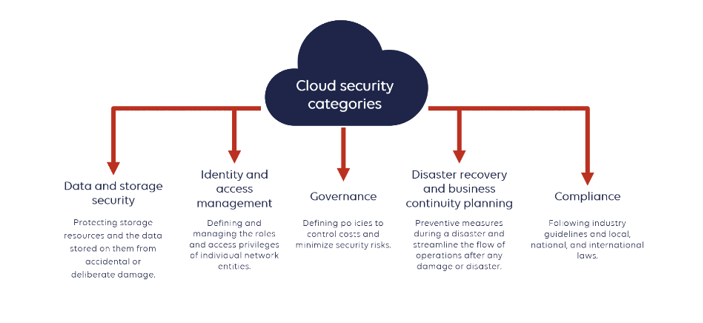 Cloud security
categories
Data and storage
security
Protecting storage
resources and the data
stored on them from
accidental or
deliberate damage.
Identity and
access
management
Defining and
managing the roles
and access privileges
of individual network
entities.
Governance
Defining policies to
control costs and
minimize security risks.
Disaster recovery
and business
continuity planning
Preventive measures
during a disaster and
streamline the flow of
operations after any
damage or disaster.
Compliance
Following industry
guidelines and local,
national, and international
laws.